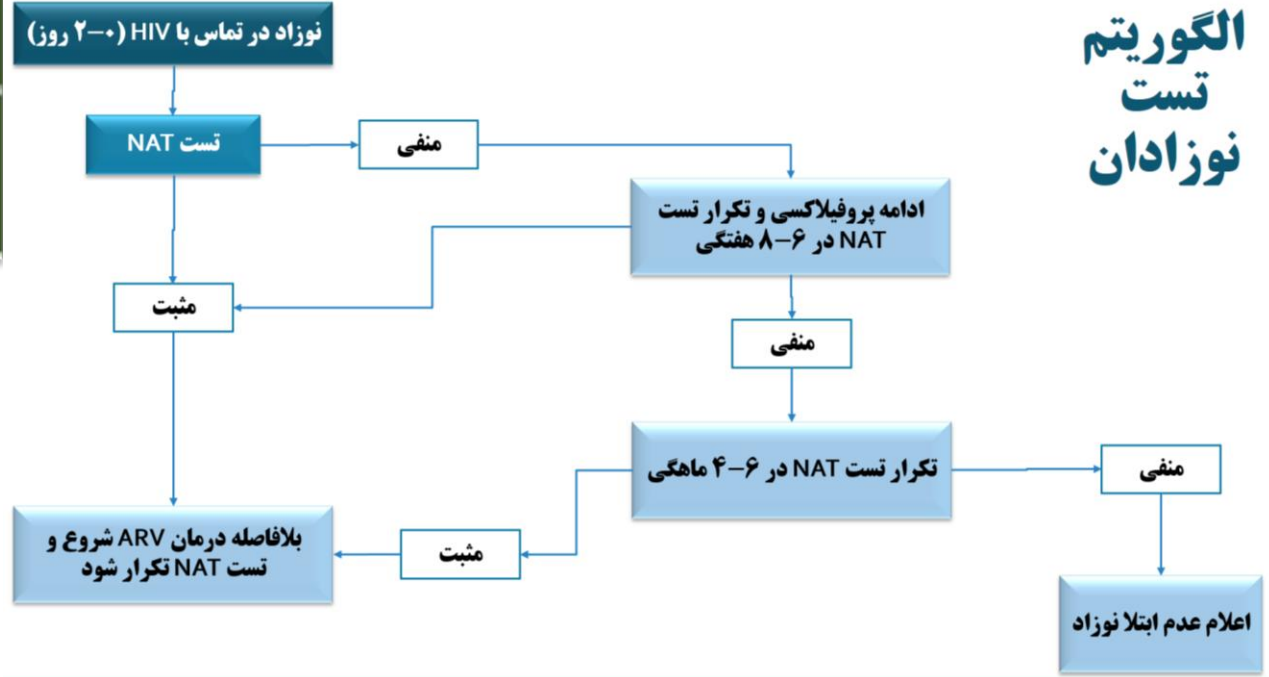 الگوریتم
تست
نوزادان
نوزاد در تماس با HIV (۰-۲ روز)
تست NAT
منفی
ادامه پروفیلاکسی و تکرار تست
NAT در ۶-۸ هفتگی
مثبت
منفی
تکرار تست NAT در ۶-۴ ماهگی
منفی
مثبت
بلافاصله درمان ARV شروع و
تست NAT تکرار شود
اعلام عدم ابتلا نوزاد